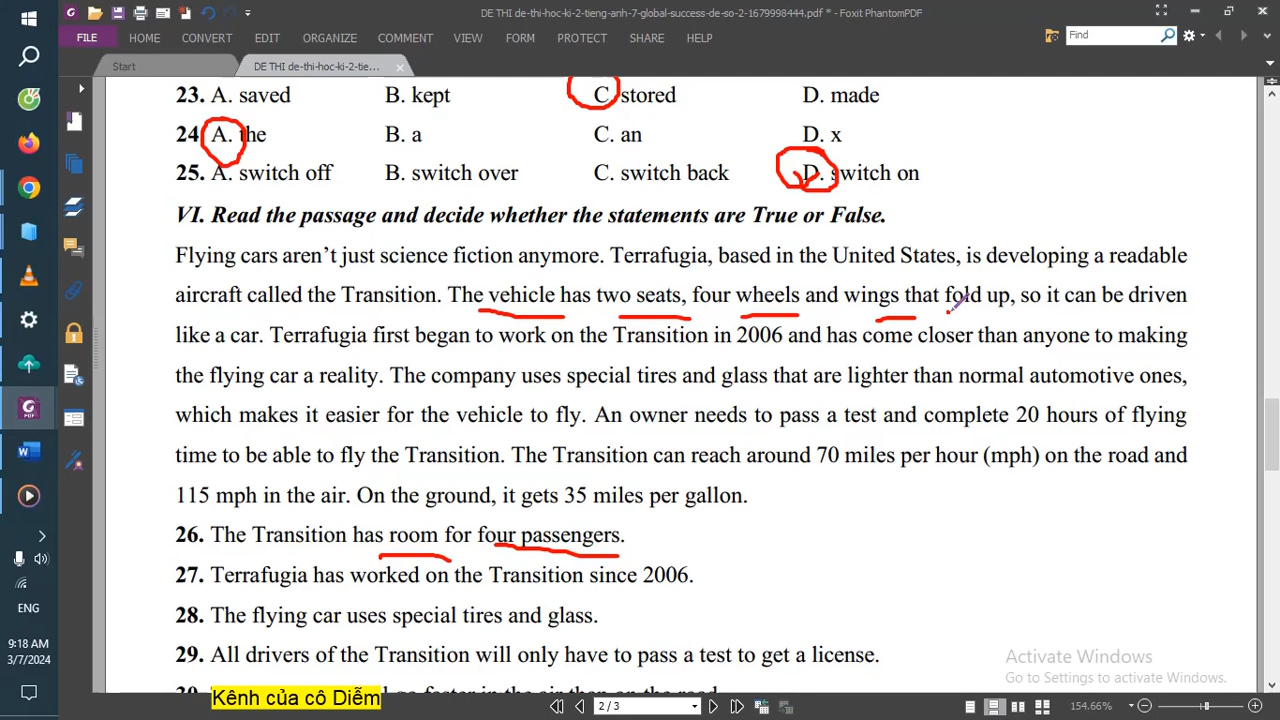 DE THI de-thi-hoc-ki-2-tieng-anh-7-global-success-de-so-2-1679998444.pdf * - Foxit PhantomPDF
FILE HOME CONVERT EDIT ORGANIZE COMMENT VIEW FORM PROTECT SHARE HELP Find
Start DE THI de-thi-hoc-ki-2-tie...
23. A. saved B. kept C. stored D. made
24 A. the B. a C. an D. x
25. A. switch off B. switch over C. switch back D. switch on
VI. Read the passage and decide whether the statements are True or False.
Flying cars aren't just science fiction anymore. Terrafugia, based in the United States, is developing a readable
aircraft called the Transition. The vehicle has two seats, four wheels and wings that fold up, so it can be driven
like a car. Terrafugia first began to work on the Transition in 2006 and has come closer than anyone to making
the flying car a reality. The company uses special tires and glass that are lighter than normal automotive ones,
which makes it easier for the vehicle to fly. An owner needs to pass a test and complete 20 hours of flying
time to be able to fly the Transition. The Transition can reach around 70 miles per hour (mph) on the road and
115 mph in the air. On the ground, it gets 35 miles per gallon.
26. The Transition has room for four passengers.
27. Terrafugia has worked on the Transition since 2006.
28. The flying car uses special tires and glass.
29. All drivers of the Transition will only have to pass a test to get a license.
faster in the air than on the road.
Kênh của cô Diễm
Activate Windows
Go to Settings to activate Windows.
ENG
9:18 AM
3/7/2024
2 / 3
154.66%